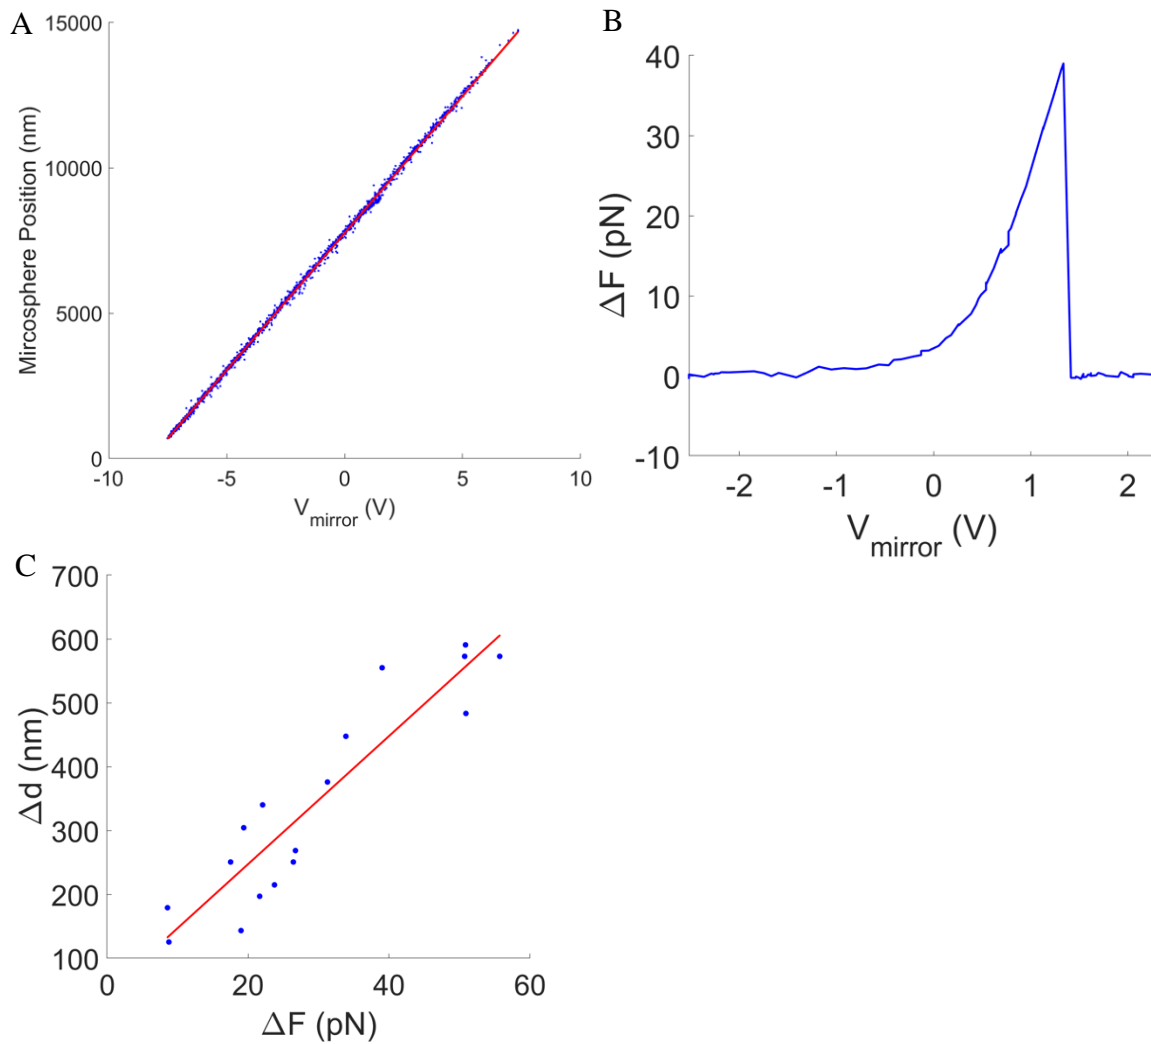 A
Mircosphere Position (nm)
15000
10000
5000
0
-10 -5 0 5 10
Vmirror (V)
B
ΔF (pN)
40
30
20
10
0
-10
-2 -1 0 1 2
Vmirror (V)
C
Δd (nm)
700
600
500
400
300
200
100
0 20 40 60
ΔF (pN)